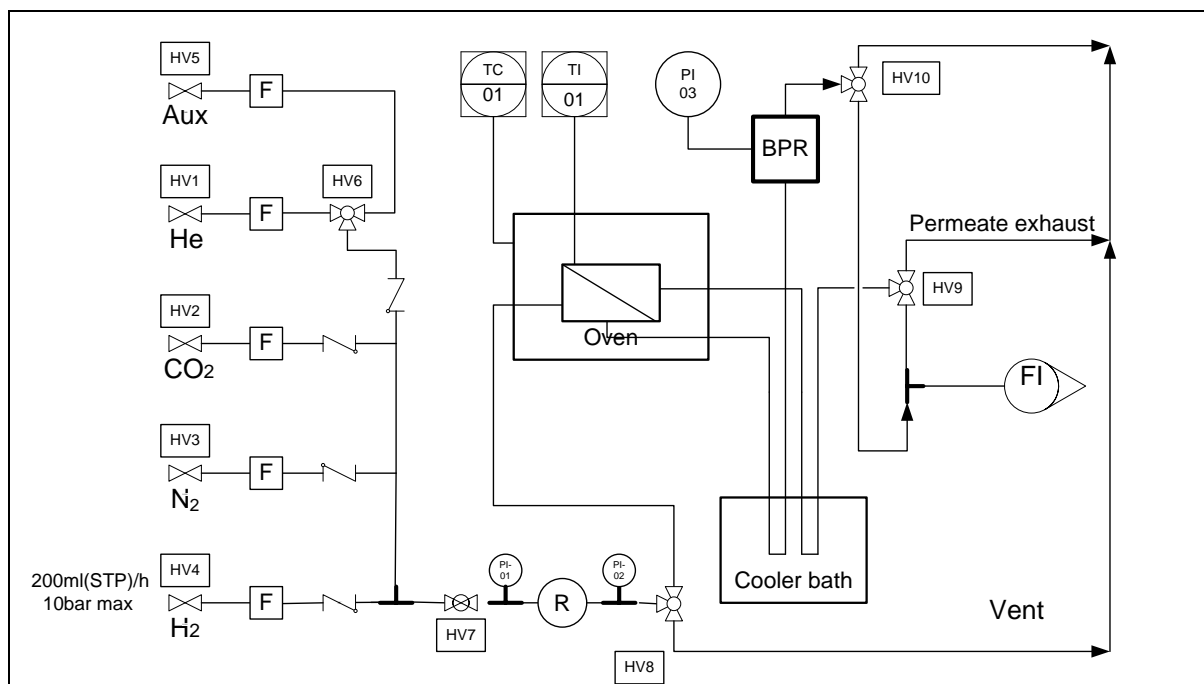 HV5
F
Aux
HV1
HV6
F
He
HV2
F
CO2
HV3
F
N2
200ml(STP)/h
10bar max
HV4
F
H2
HV7
PI-
01
R
PI-
02
HV8
TC
01
TI
01
PI
03
BPR
HV10
Oven
Permeate exhaust
HV9
FI
Cooler bath
Vent